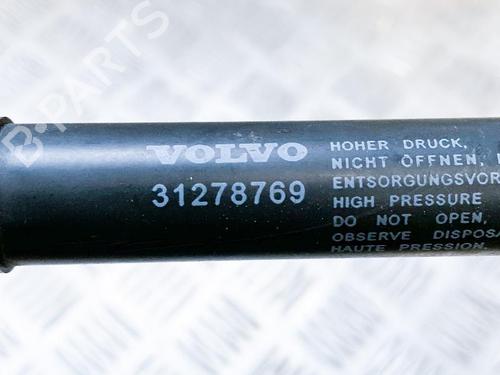 B-PARTS
VOLVO
31278769
HOHER DRUCK,
NICHT ÖFFNEN,
ENTSORGUNGSVOR
HIGH PRESSURE
DO NOT OPEN,
OBSERVE DISPOSA
HAUTE PRESSION,